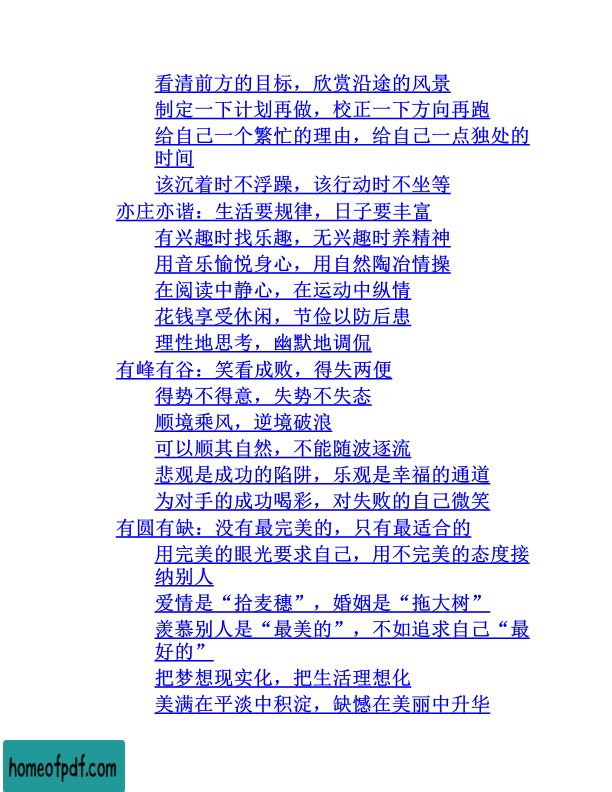 看清前方的目标，欣赏沿途的风景
制定一下计划再做，校正一下方向再跑
给自己一个繁忙的理由，给自己一点独处的
时间
该沉着时不浮躁，该行动时不坐等
亦庄亦谐：生活要规律，日子要丰富
有兴趣时找乐趣，无兴趣时养精神
用音乐愉悦身心，用自然陶冶情操
在阅读中静心，在运动中纵情
花钱享受休闲，节俭以防后患
理性地思考，幽默地调侃
有峰有谷：笑看成败，得失两便
得势不得意，失势不失态
顺境乘风，逆境破浪
可以顺其自然，不能随波逐流
悲观是成功的陷阱，乐观是幸福的通道
为对手的成功喝彩，对失败的自己微笑
有圆有缺：没有最完美的，只有最适合的
用完美的眼光要求自己，用不完美的态度接
纳别人
爱情是“拾麦穗”，婚姻是“拖大树”
羡慕别人是“最美的”，不如追求自己“最
好的”
把梦想现实化，把生活理想化
美满在平淡中积淀，缺憾在美丽中升华
homeofpdf.com